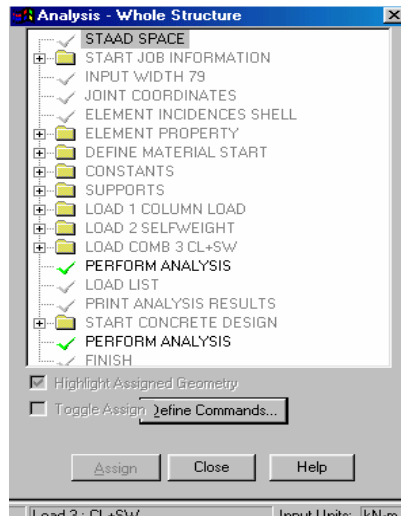 Analysis - Whole Structure
STAAD SPACE
START JOB INFORMATION
INPUT WIDTH 79
JOINT COORDINATES
ELEMENT INCIDENCES SHELL
ELEMENT PROPERTY
DEFINE MATERIAL START
CONSTANTS
SUPPORTS
LOAD 1 COLUMN LOAD
LOAD 2 SELFWEIGHT
LOAD COMB 3 CL+SW
PERFORM ANALYSIS
LOAD LIST
PRINT ANALYSIS RESULTS
START CONCRETE DESIGN
PERFORM ANALYSIS
FINISH
Highlight Assigned Geometry
Toggle Assign efine Commands...
Assign Close Help
Load 3 : CL+SW Input Units: kN-m